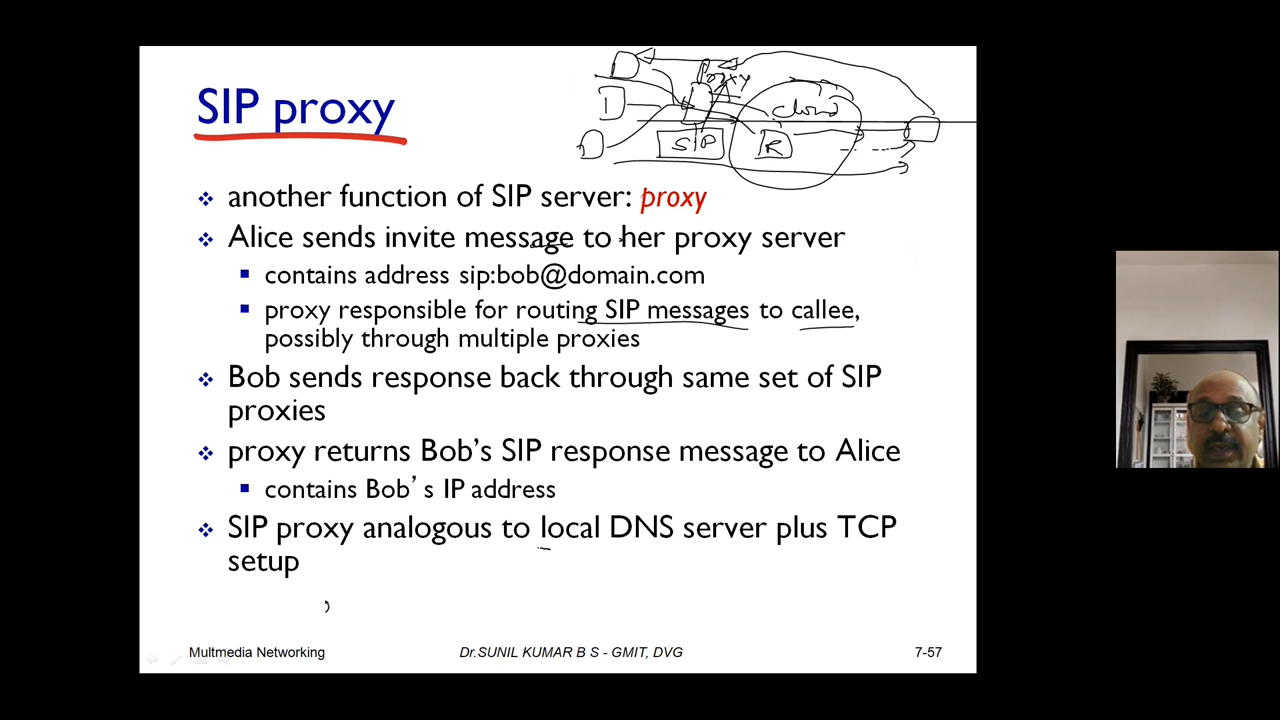 proxy
cloud
SIP
R
SIP proxy
another function of SIP server: proxy
Alice sends invite message to her proxy server
contains address sip:bob@domain.com
proxy responsible for routing SIP messages to callee,
possibly through multiple proxies
Bob sends response back through same set of SIP
proxies
proxy returns Bob’s SIP response message to Alice
contains Bob’s IP address
SIP proxy analogous to local DNS server plus TCP
setup
Multmedia Networking
Dr.SUNIL KUMAR B S - GMIT, DVG
7-57